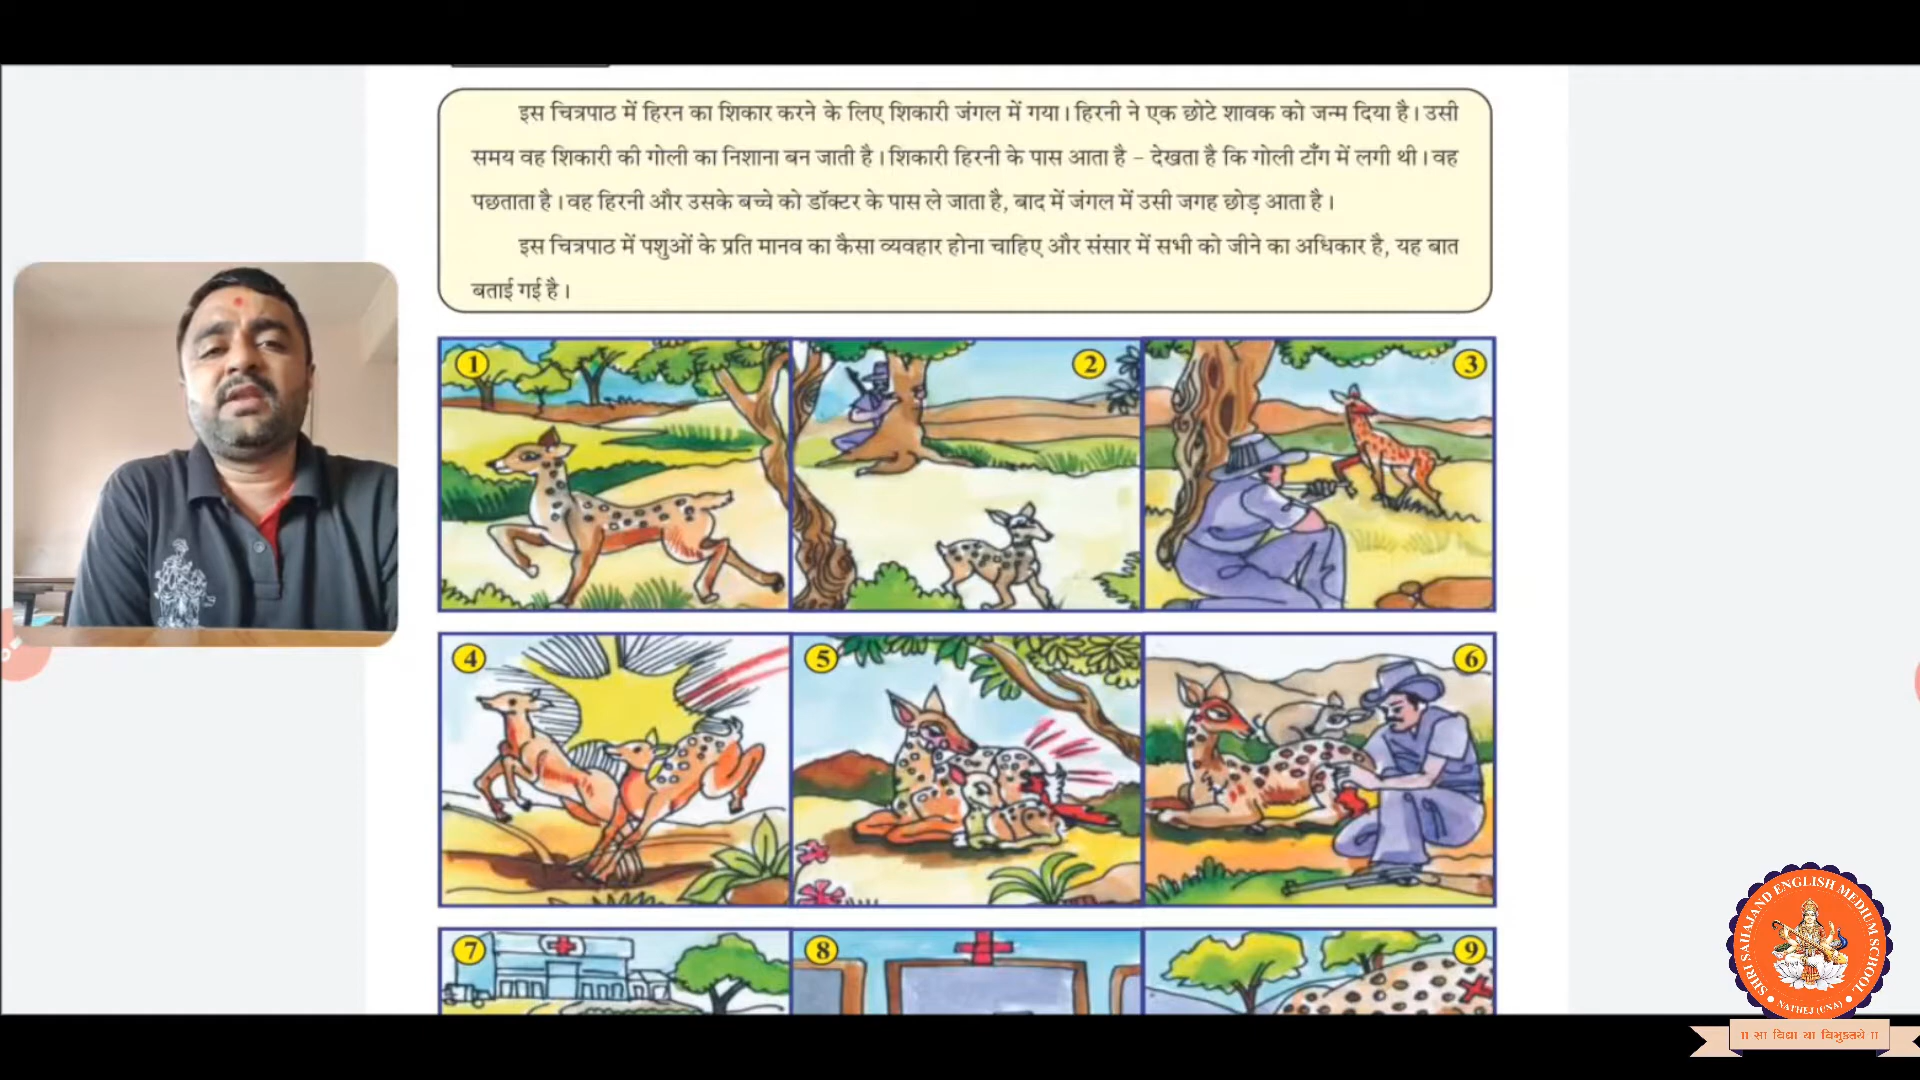 इस चित्रपाठ में हिरन का शिकार करने के लिए शिकारी जंगल में गया। हिरनी ने एक छोटे शावक को जन्म दिया है। उसी
समय वह शिकारी की गोली का निशाना बन जाती है। शिकारी हिरनी के पास आता है – देखता है कि गोली टाँग में लगी थी। वह
पछताता है। वह हिरनी और उसके बच्चे को डॉक्टर के पास ले जाता है, बाद में जंगल में उसी जगह छोड़ आता है।
इस चित्रपाठ में पशुओं के प्रति मानव का कैसा व्यवहार होना चाहिए और संसार में सभी को जीने का अधिकार है, यह बात
बताई गई है।
1
2
3
4
5
6
7
8
9
SHRI SAHAJANAND ENGLISH MEDIUM SCHOOL
NATHEJ (UNA)
॥ सा विद्या या विमुक्तये ॥